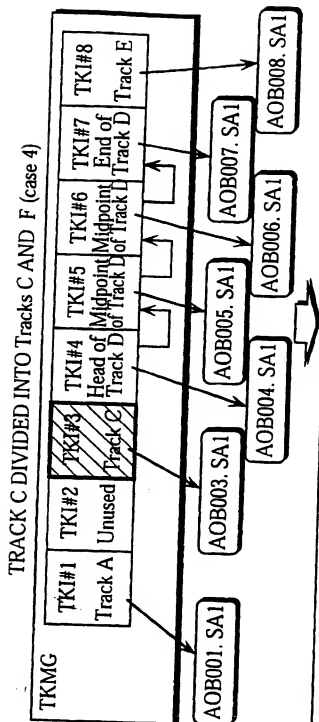 TRACK C DIVIDED INTO Tracks C AND F (case 4)
TKMG
TKI#1
Track A
TKI#2
Unused
TKI#3
Track C
TKI#4
Head of
Track D
TKI#5
Midpoint
of Track D
TKI#6
Midpoint
of Track D
TKI#7
End of
Track D
TKI#8
Track E
AOB001. SA1
AOB003. SA1
AOB004. SA1
AOB005. SA1
AOB006. SA1
AOB007. SA1
AOB008. SA1